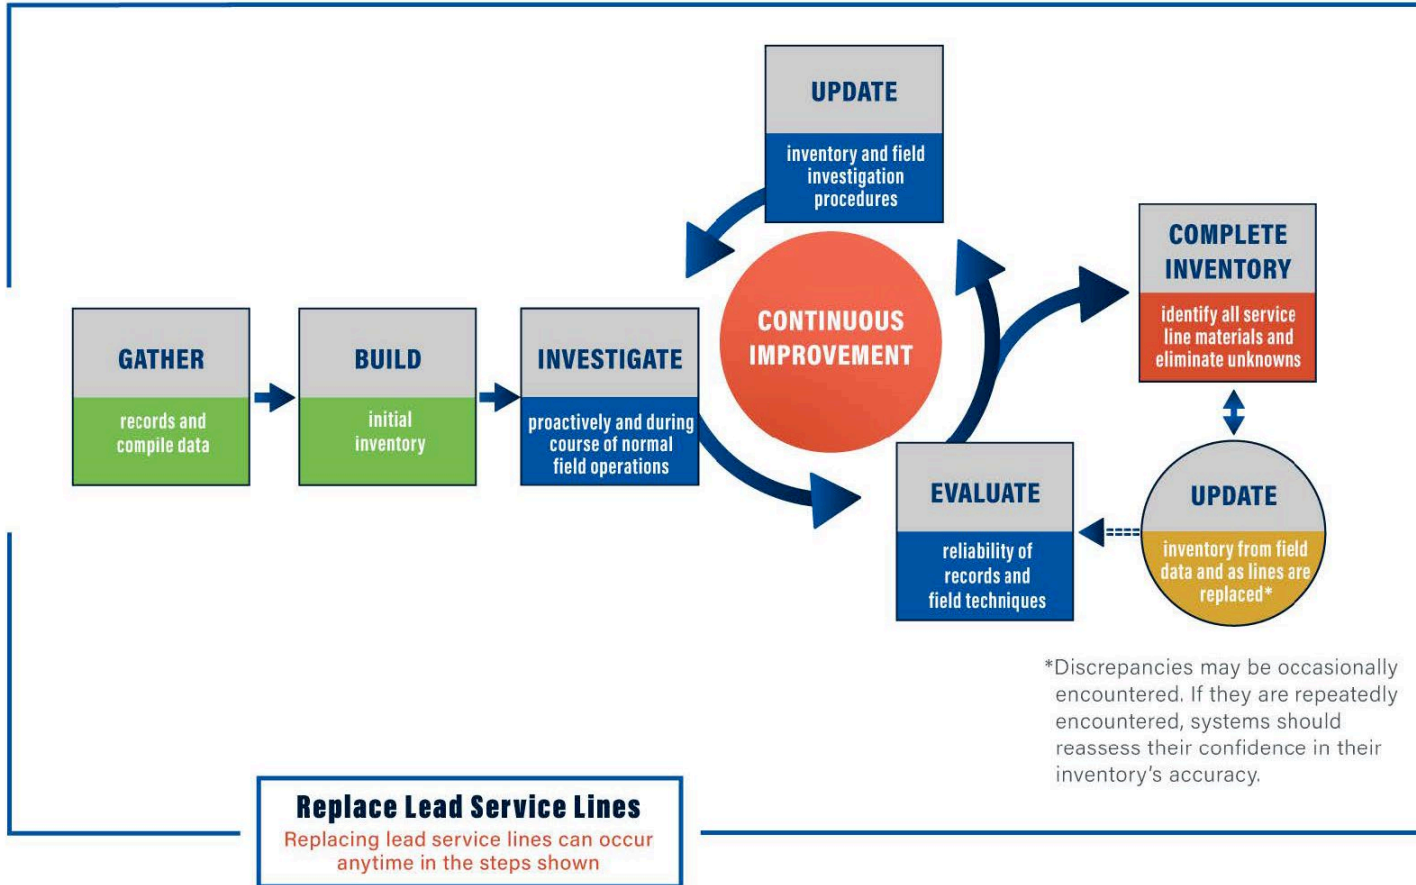 UPDATE
inventory and field
investigation
procedures
CONTINUOUS
IMPROVEMENT
COMPLETE
INVENTORY
identify all service
line materials and
eliminate unknowns
GATHER
records and
compile data
BUILD
initial
inventory
INVESTIGATE
proactively and during
course of normal
field operations
EVALUATE
reliability of
records and
field techniques
UPDATE
inventory from field
data and as lines are
replaced*
*Discrepancies may be occasionally
encountered. If they are repeatedly
encountered, systems should
reassess their confidence in their
inventory's accuracy.
Replace Lead Service Lines
Replacing lead service lines can occur
anytime in the steps shown